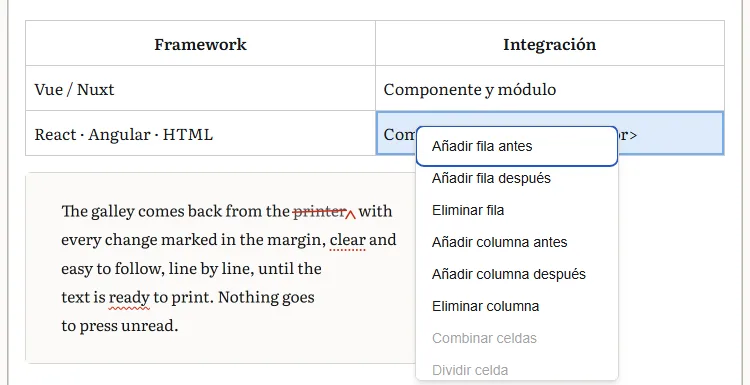 Framework
Integración
Vue / Nuxt
Componente y módulo
React · Angular · HTML
Añadir fila antes
Añadir fila después
Eliminar fila
Añadir columna antes
Añadir columna después
Eliminar columna
Combinar celdas
Dividir celda
The galley comes back from the printer with
every change marked in the margin, clear and
easy to follow, line by line, until the
text is ready to print. Nothing goes
to press unread.